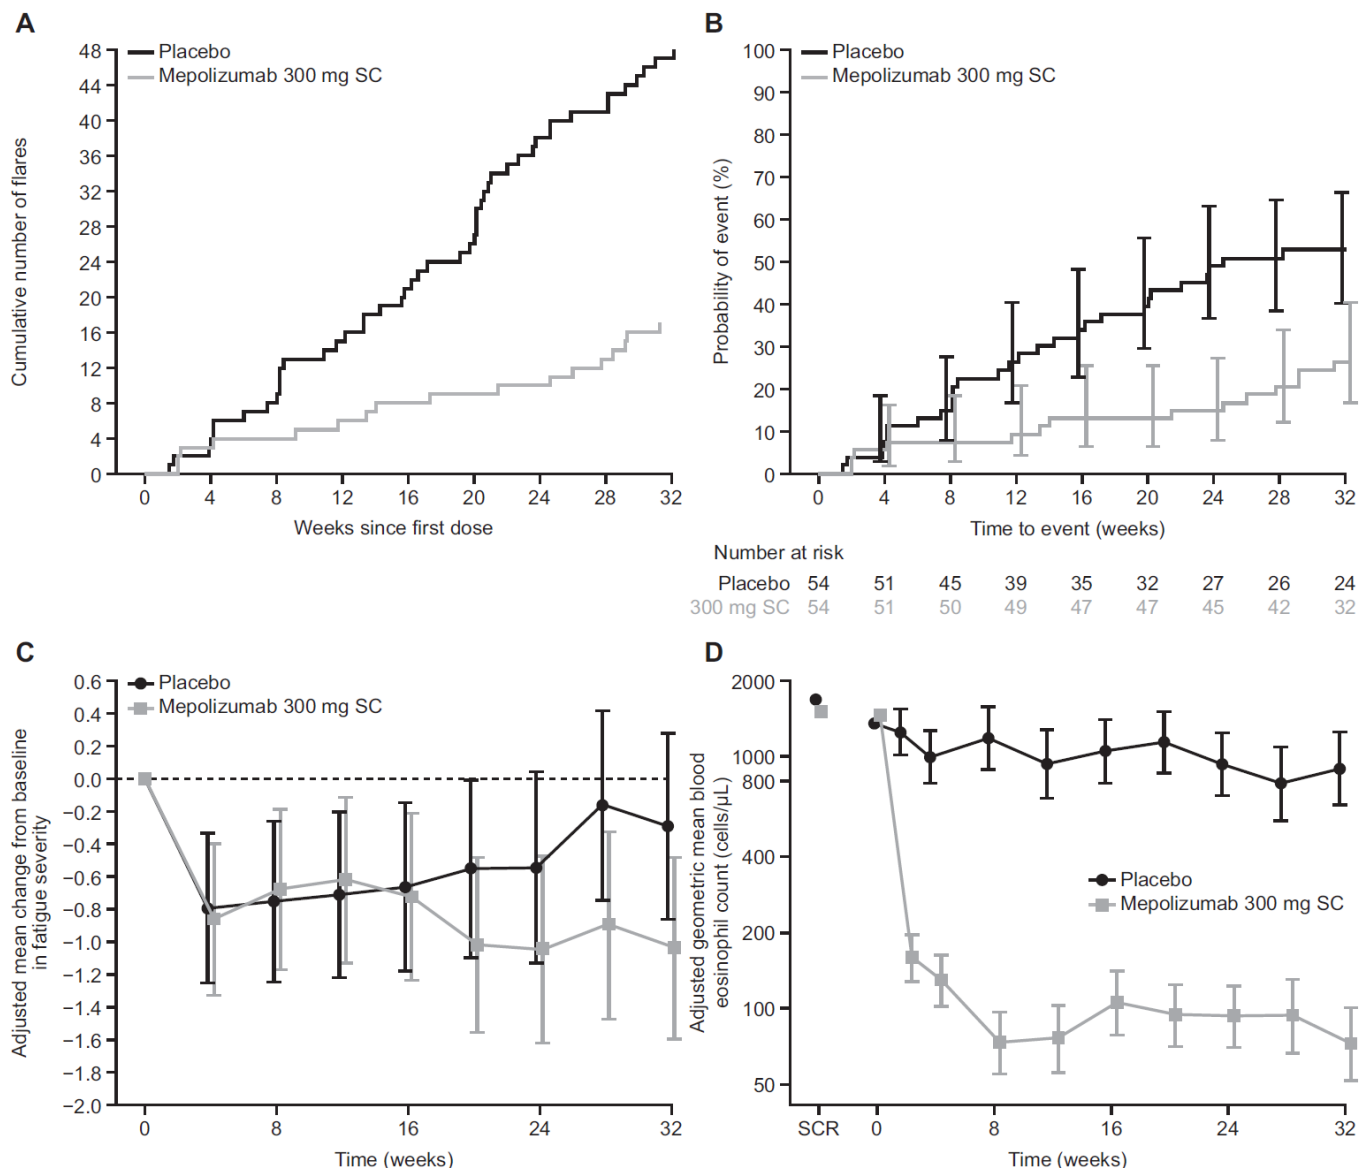 A
Placebo
Mepolizumab 300 mg SC
Cumulative number of flares
48
44
40
36
32
28
24
20
16
12
8
4
0
0 4 8 12 16 20 24 28 32
Weeks since first dose
B
Placebo
Mepolizumab 300 mg SC
Probability of event (%)
100
90
80
70
60
50
40
30
20
10
0
0 4 8 12 16 20 24 28 32
Time to event (weeks)
Number at risk
Placebo 54 51 45 39 35 32 27 26 24
300 mg SC 54 51 50 49 47 47 45 42 32
C
Placebo
Mepolizumab 300 mg SC
Adjusted mean change from baseline
in fatigue severity
0.6
0.4
0.2
0.0
−0.2
−0.4
−0.6
−0.8
−1.0
−1.2
−1.4
−1.6
−1.8
−2.0
0 8 16 24 32
Time (weeks)
D
Adjusted geometric mean blood
eosinophil count (cells/µL)
2000
1000
800
400
200
100
50
Placebo
Mepolizumab 300 mg SC
SCR 0 8 16 24 32
Time (weeks)